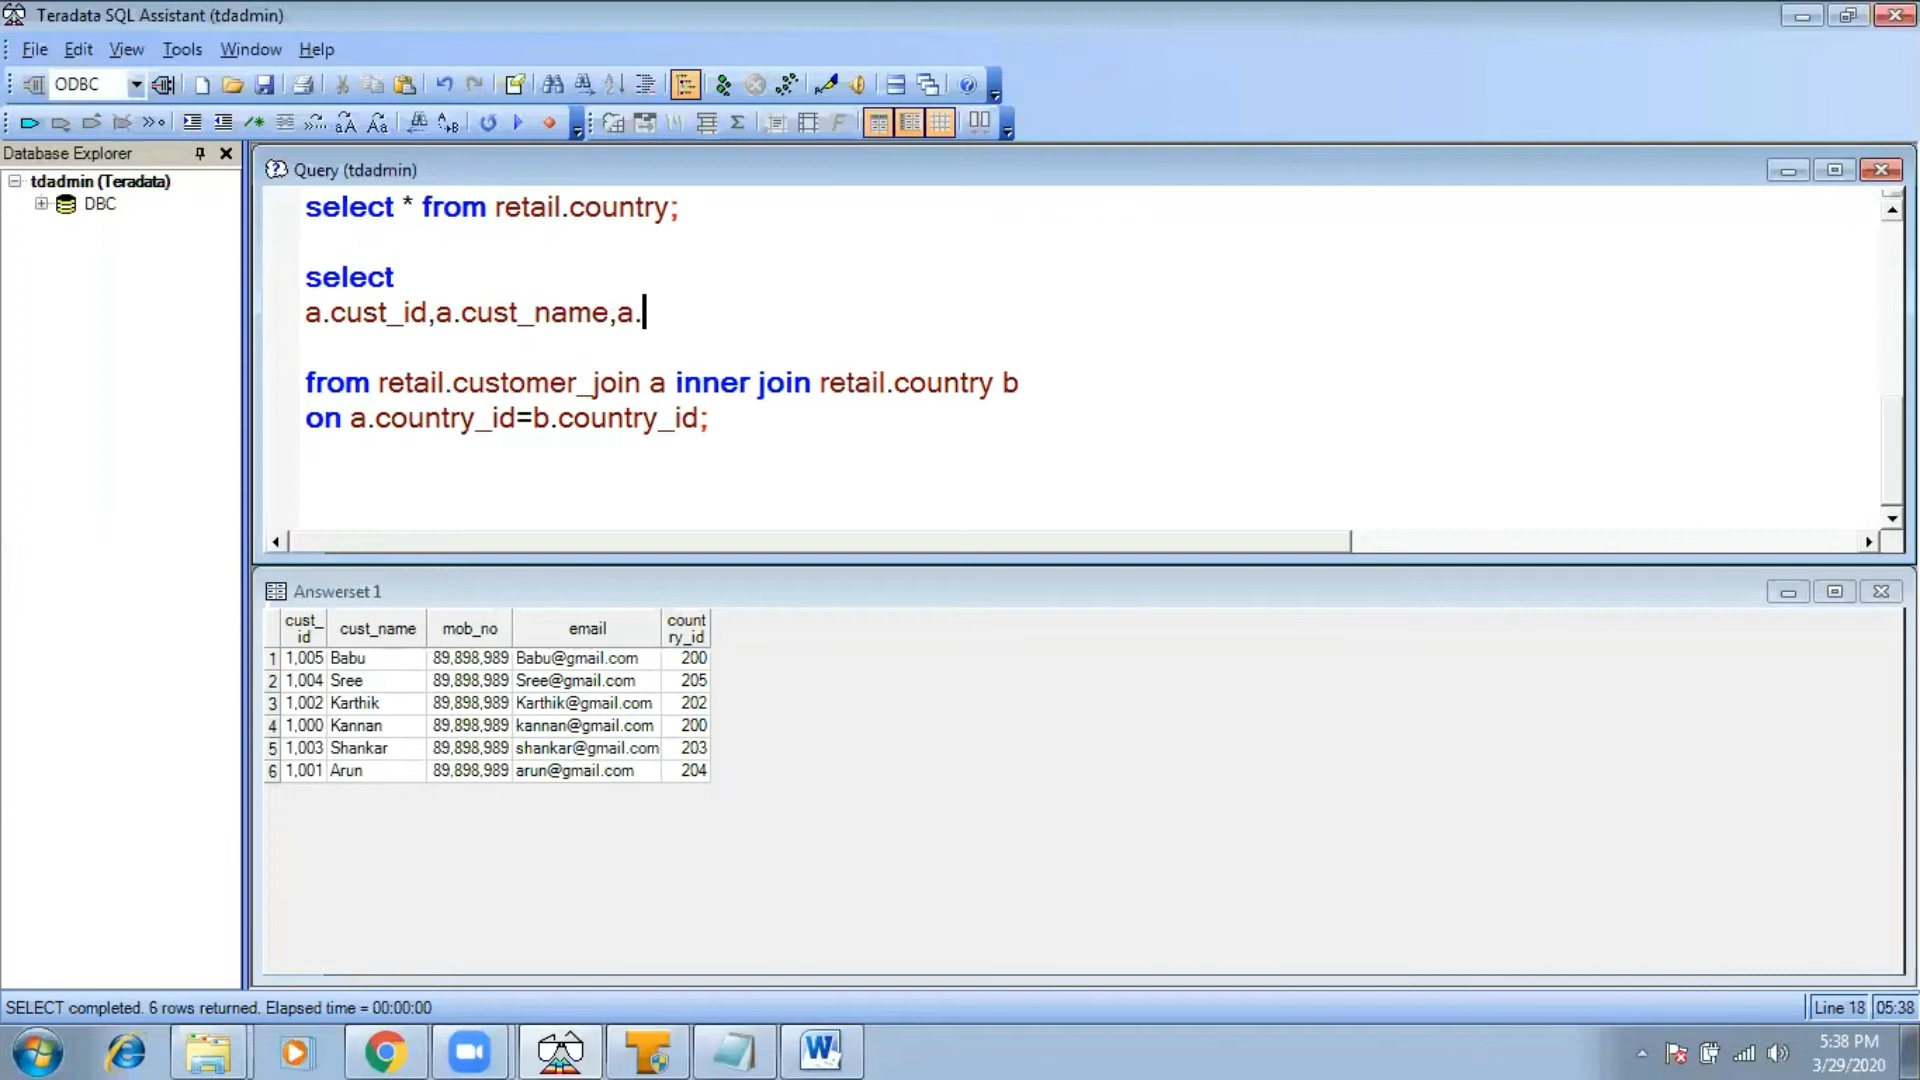 Teradata SQL Assistant (tdadmin)
File Edit View Tools Window Help
ODBC
Database Explorer
tdadmin (Teradata)
DBC
Query (tdadmin)
select * from retail.country;
select
a.cust_id,a.cust_name,a.
from retail.customer_join a inner join retail.country b
on a.country_id=b.country_id;
Answerset 1
cust_id cust_name mob_no email country_id
1 1,005 Babu 89,898,989 Babu@gmail.com 200
2 1,004 Sree 89,898,989 Sree@gmail.com 205
3 1,002 Karthik 89,898,989 Karthik@gmail.com 202
4 1,000 Kannan 89,898,989 kannan@gmail.com 200
5 1,003 Shankar 89,898,989 shankar@gmail.com 203
6 1,001 Arun 89,898,989 arun@gmail.com 204
SELECT completed. 6 rows returned. Elapsed time = 00:00:00
Line 18 05:38
5:38 PM
3/29/2020